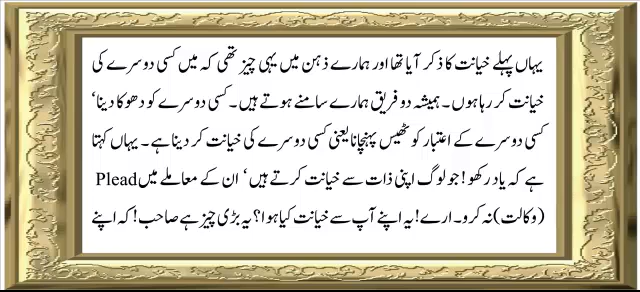 یہاں پہلے خیانت کا ذکر آیا تھا اور ہمارے ذہن میں یہی چیز تھی کہ میں کسی دوسرے کی
خیانت کر رہا ہوں۔ ہمیشہ دو فریق ہمارے سامنے ہوتے ہیں۔ کسی دوسرے کو دھوکا دینا‘
کسی دوسرے کے اعتبار کو ٹھیس پہنچانا یعنی کسی دوسرے کی خیانت کر دینا ہے۔ یہاں کہتا
ہے کہ یاد رکھو! جو لوگ اپنی ذات سے خیانت کرتے ہیں‘ ان کے معاملے میں Plead
(وکالت) نہ کرو۔ ارے! یہ اپنے آپ سے خیانت کیا ہوا؟ یہ بڑی چیز ہے صاحب! کہ اپنے